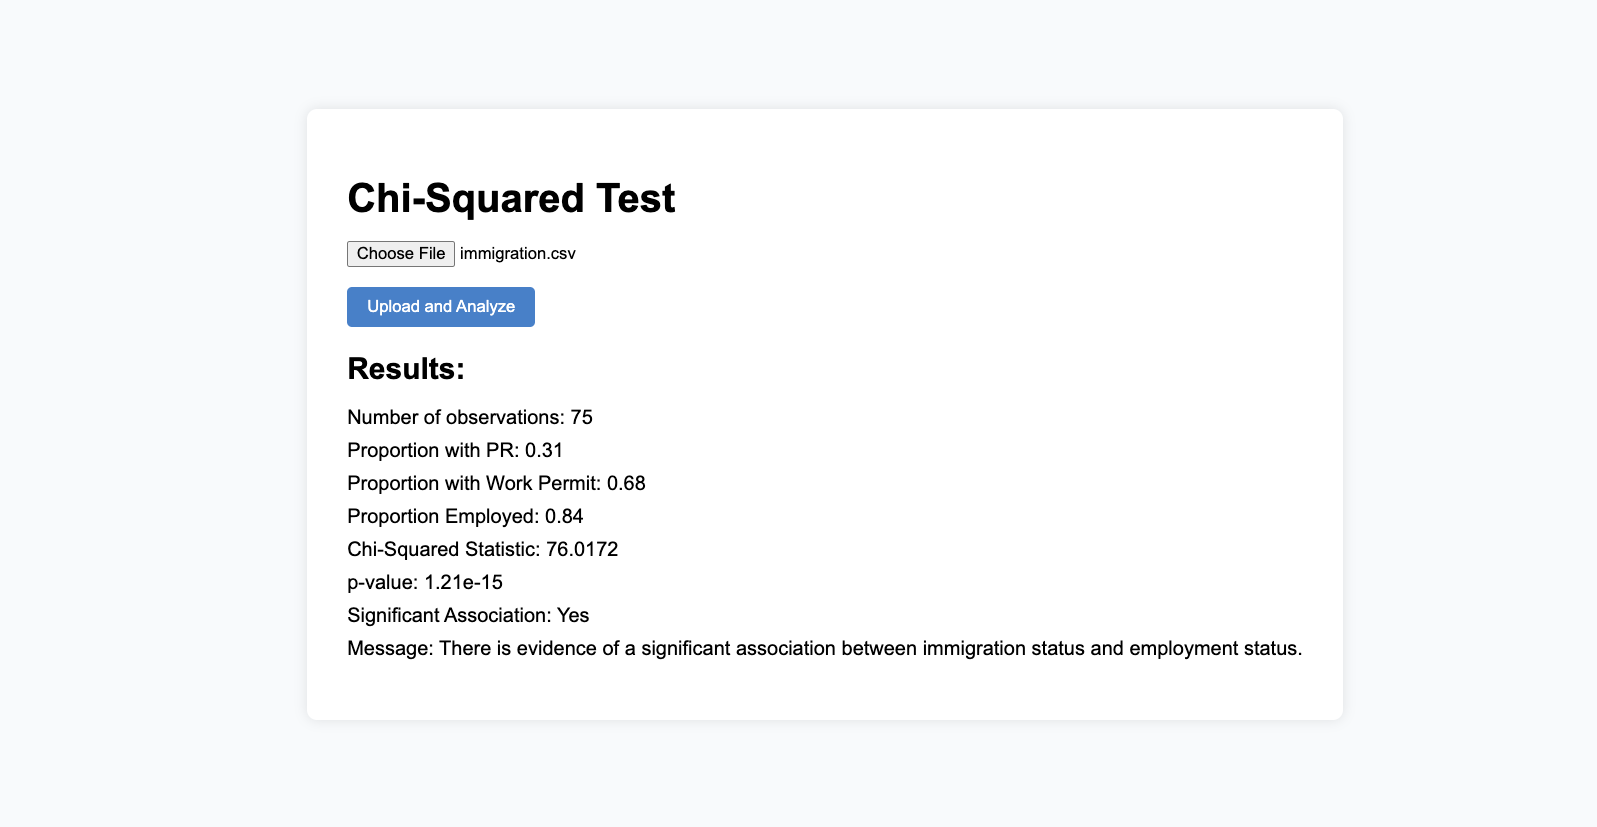 Chi-Squared Test
Choose File immigration.csv
Upload and Analyze
Results:
Number of observations: 75
Proportion with PR: 0.31
Proportion with Work Permit: 0.68
Proportion Employed: 0.84
Chi-Squared Statistic: 76.0172
p-value: 1.21e-15
Significant Association: Yes
Message: There is evidence of a significant association between immigration status and employment status.